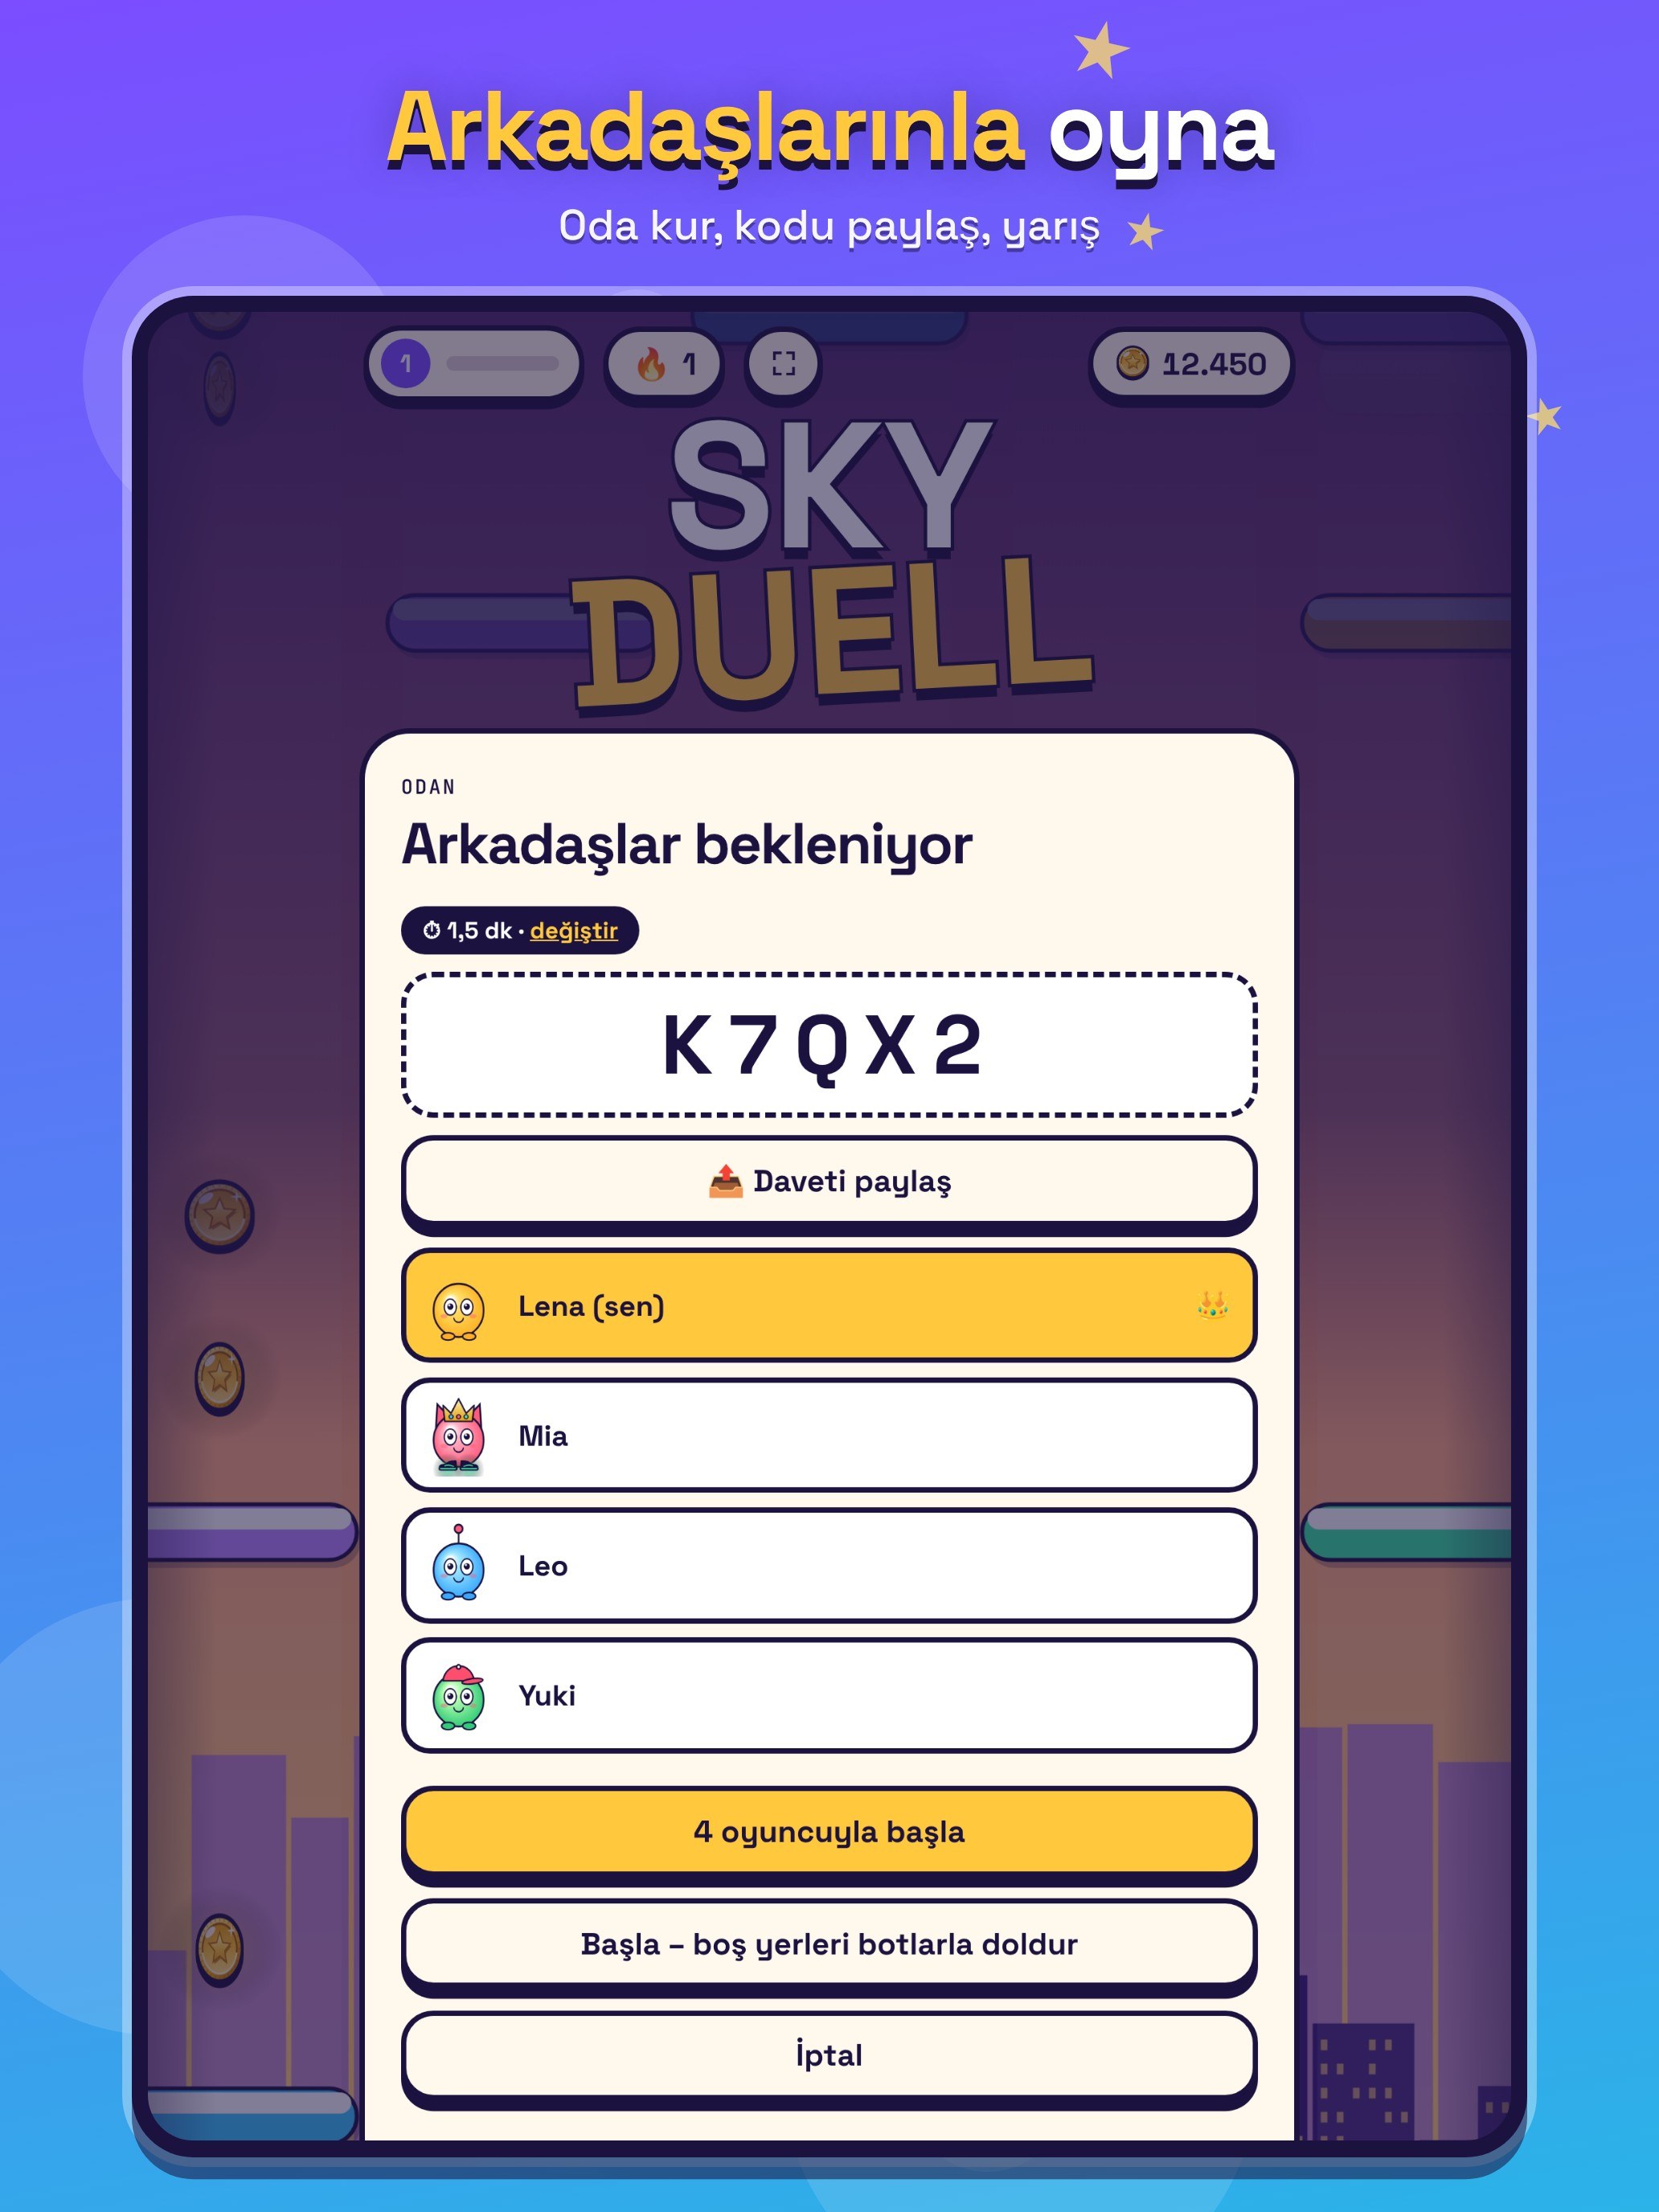 Arkadaşlarınla oyna
Oda kur, kodu paylaş, yarış
1
🔥 1
12.450
SKY
DUELL
ODAN
Arkadaşlar bekleniyor
⏱ 1,5 dk · değiştir
K7QX2
📤 Daveti paylaş
Lena (sen) 👑
Mia
Leo
Yuki
4 oyuncuyla başla
Başla – boş yerleri botlarla doldur
İptal